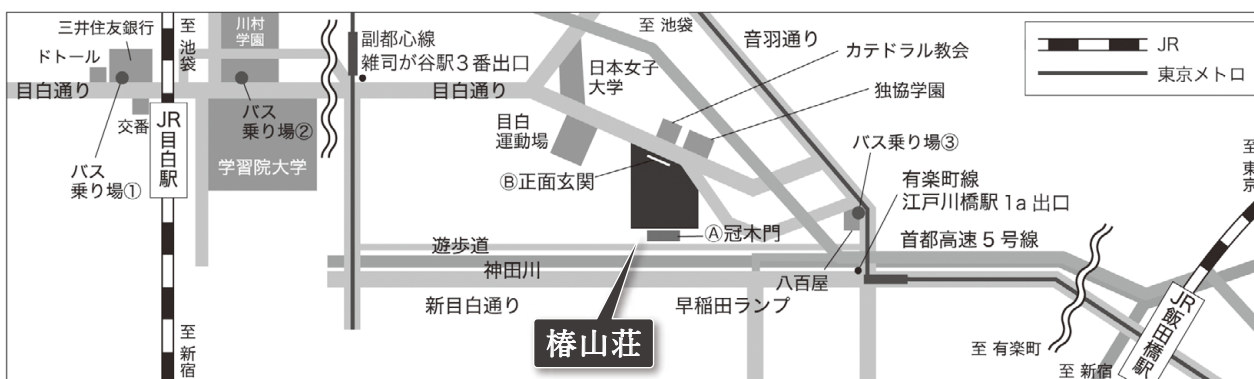 三井住友銀行
ドトール
至 池袋
川村
学園
副都心線
雑司が谷駅3番出口
至 池袋
音羽通り
カテドラル教会
JR
東京メトロ
目白通り
交番
JR目白駅
バス
乗り場②
学習院大学
バス
乗り場①
目白通り
日本女子
大学
目白
運動場
独協学園
バス乗り場③
Ⓑ正面玄関
有楽町線
江戸川橋駅 1a 出口
至 東京
Ⓐ冠木門
首都高速 5 号線
遊歩道
神田川
八百屋
新目白通り
早稲田ランプ
椿山荘
至 新宿
至 有楽町
至 新宿
JR飯田橋駅